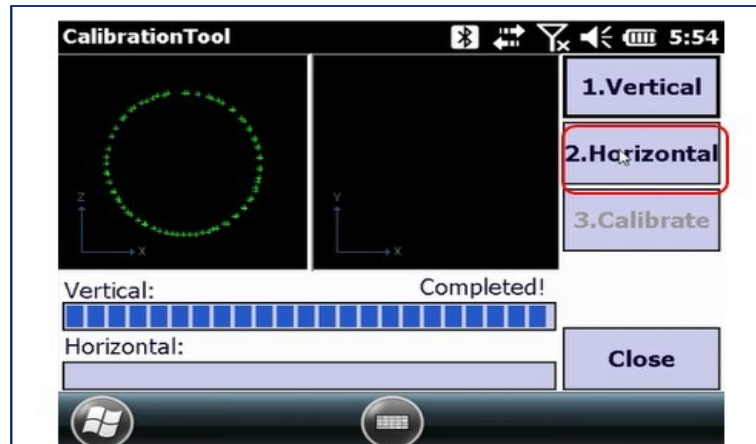 CalibrationTool 5:54
1.Vertical
2.Horizontal
Z
Y
3.Calibrate
X
X
Vertical: Completed!
Horizontal:
Close